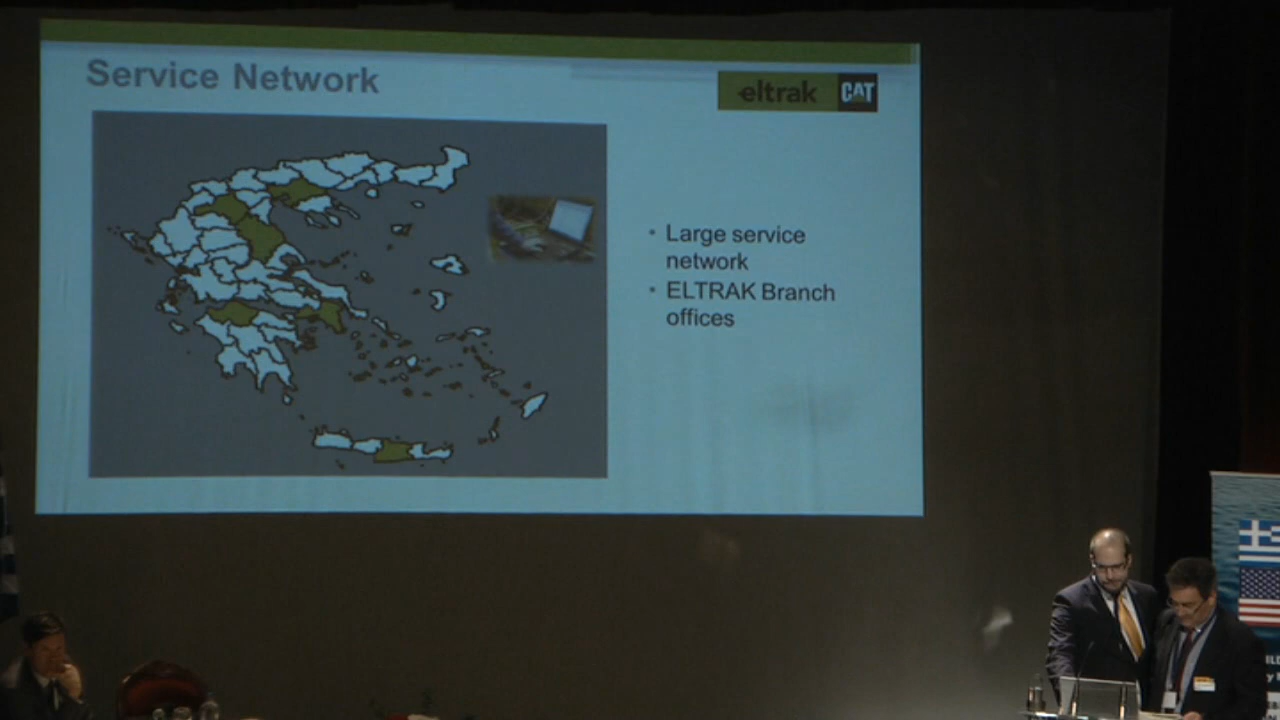 Service Network
eltrak CAT
• Large service
network
• ELTRAK Branch
offices